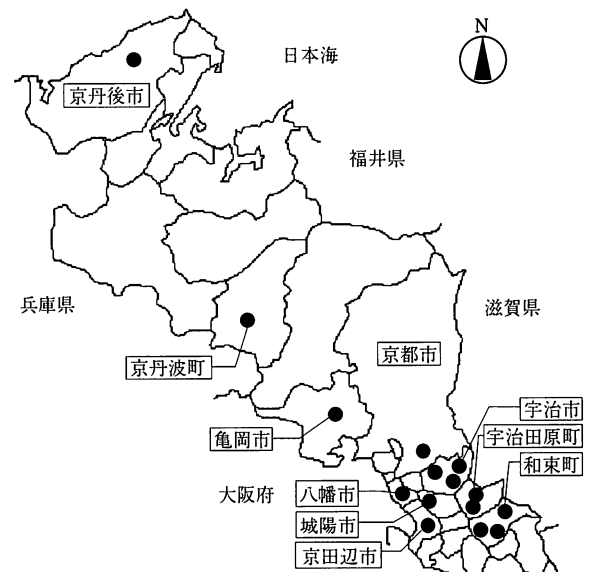 N
日本海
京丹後市
福井県
兵庫県
滋賀県
京都市
京丹波町
宇治市
亀岡市
宇治田原町
和束町
大阪府
八幡市
城陽市
京田辺市